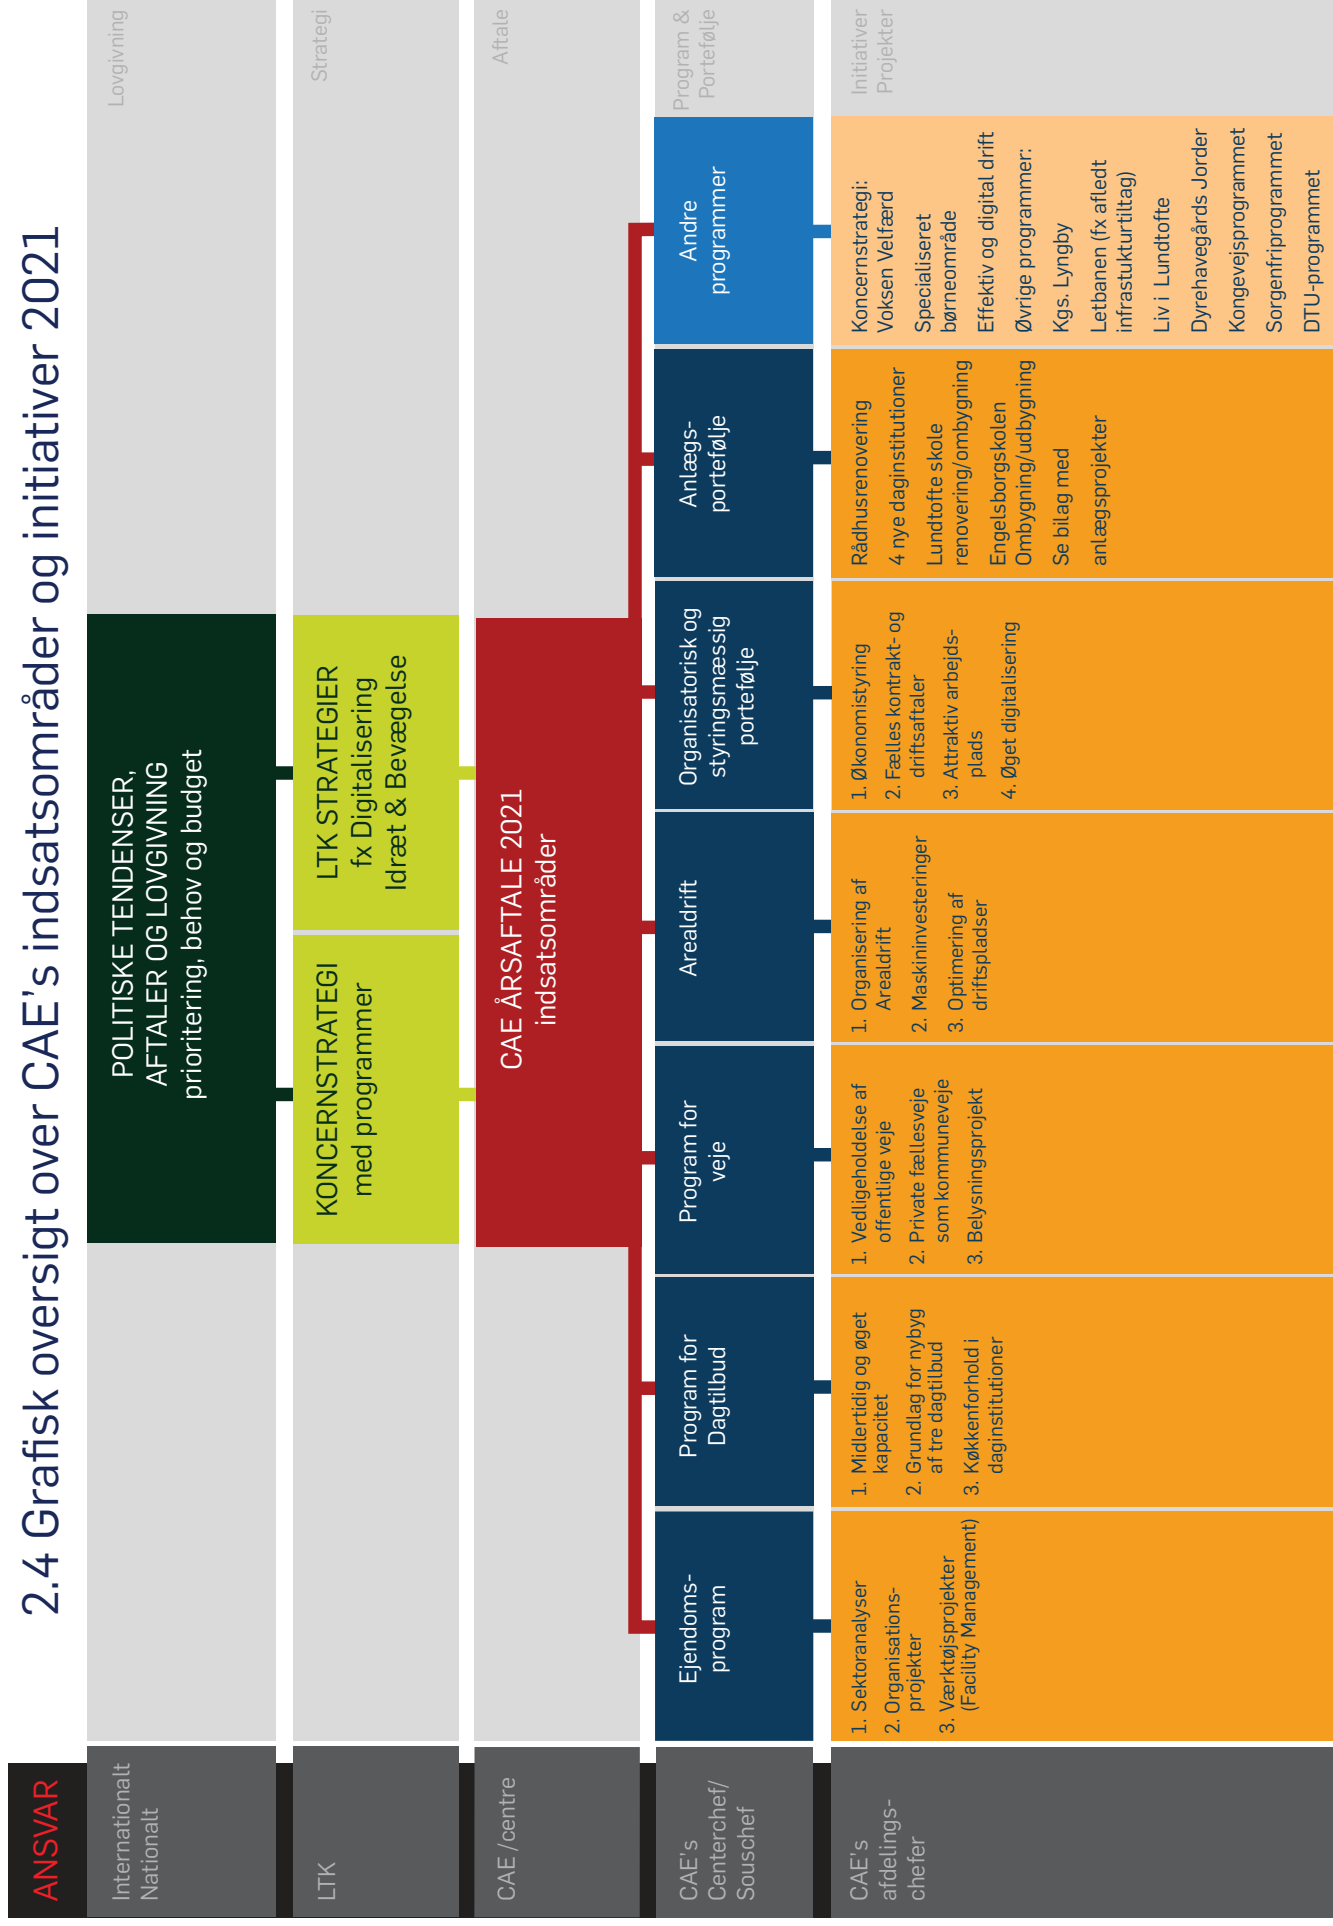 2.4 Grafisk oversigt over CAE's indsatsområder og initiativer 2021
ANSVAR
Internationalt
Nationalt
POLITISKE TENDENSER,
AFTALER OG LOVGIVNING
prioritering, behov og budget
Lovgivning
LTK
KONCERNSTRATEGI
med programmer
LTK STRATEGIER
fx Digitalisering
Idræt & Bevægelse
Strategi
CAE /centre
CAE ÅRSAFTALE 2021
indsatsområder
Aftale
CAE's
Centerchef/
Souschef
Ejendoms-
program
Program for
Dagtilbud
Program for
veje
Arealdrift
Organisatorisk og
styringsmæssig
portefølje
Anlægs-
portefølje
Andre
programmer
Program &
Portefølje
CAE's
afdelings-
chefer
1. Sektoranalyser
2. Organisations-
projekter
3. Værktøjsprojekter
(Facility Management)
1. Midlertidig og øget
kapacitet
2. Grundlag for nybyg
af tre dagtilbud
3. Køkkenforhold i
daginstitutioner
1. Vedligeholdelse af
offentlige veje
2. Private fællesveje
som kommuneveje
3. Belysningsprojekt
1. Organisering af
Arealdrift
2. Maskininvesteringer
3. Optimering af
driftspladser
1. Økonomistyring
2. Fælles kontrakt- og
driftsaftaler
3. Attraktiv arbejds-
plads
4. Øget digitalisering
Rådhusrenovering
4 nye daginstitutioner
Lundtofte skole
renovering/ombygning
Engelsborgskolen
Ombygning/udbygning
Se bilag med
anlægsprojekter
Koncernstrategi:
Voksen Velfærd
Specialiseret
børneområde
Effektiv og digital drift
Øvrige programmer:
Kgs. Lyngby
Letbanen (fx afledt
infrastukturtiltag)
Liv i Lundtofte
Dyrehavegårds Jorder
Kongevejsprogrammet
Sorgenfriprogrammet
DTU-programmet
Initiativer
Projekter